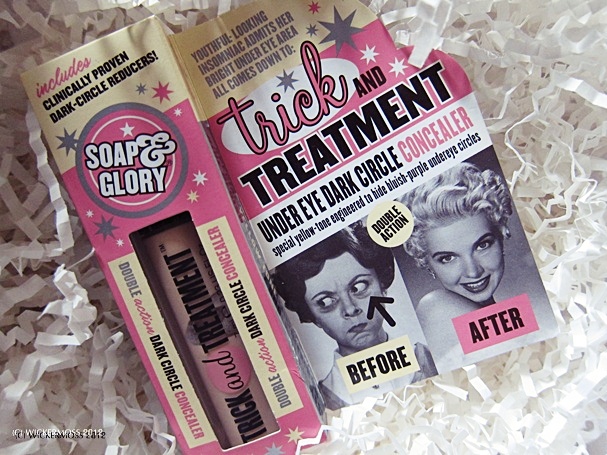 includes
CLINICALLY PROVEN
DARK-CIRCLE REDUCERS!
SOAP&
GLORY
DOUBLE action DARK CIRCLE CONCEALER
TRICK and TREATMENT™
DOUBLE action DARK CIRCLE CONCEALER
YOUTHFUL-LOOKING
INSOMNIAC ADMITS HER
BRIGHT UNDER EYE AREA
ALL COMES DOWN TO-
trick AND
TREATMENT
UNDER EYE DARK CIRCLE CONCEALER
special yellow-tone engineered to hide bluish-purple undereye circles
DOUBLE
ACTION
BEFORE
AFTER
(C) WICKERMOSS 2012